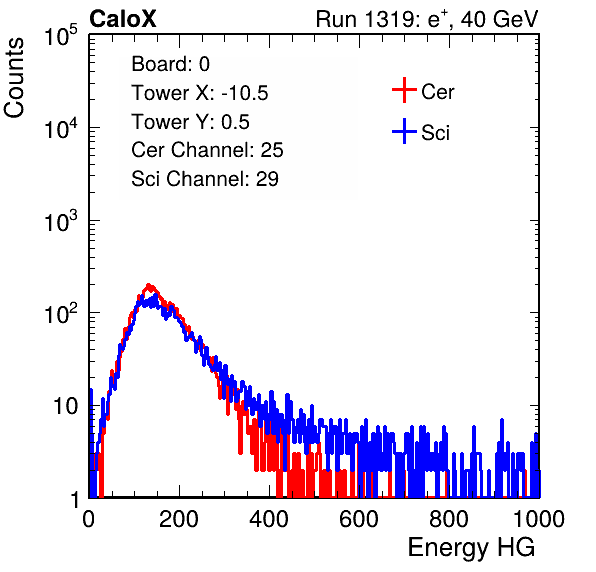 CaloX Run 1319: e⁺, 40 GeV
Counts
10⁵
10⁴
10³
10²
10
1
Board: 0
Tower X: -10.5
Tower Y: 0.5
Cer Channel: 25
Sci Channel: 29
Cer
Sci
0 200 400 600 800 1000
Energy HG